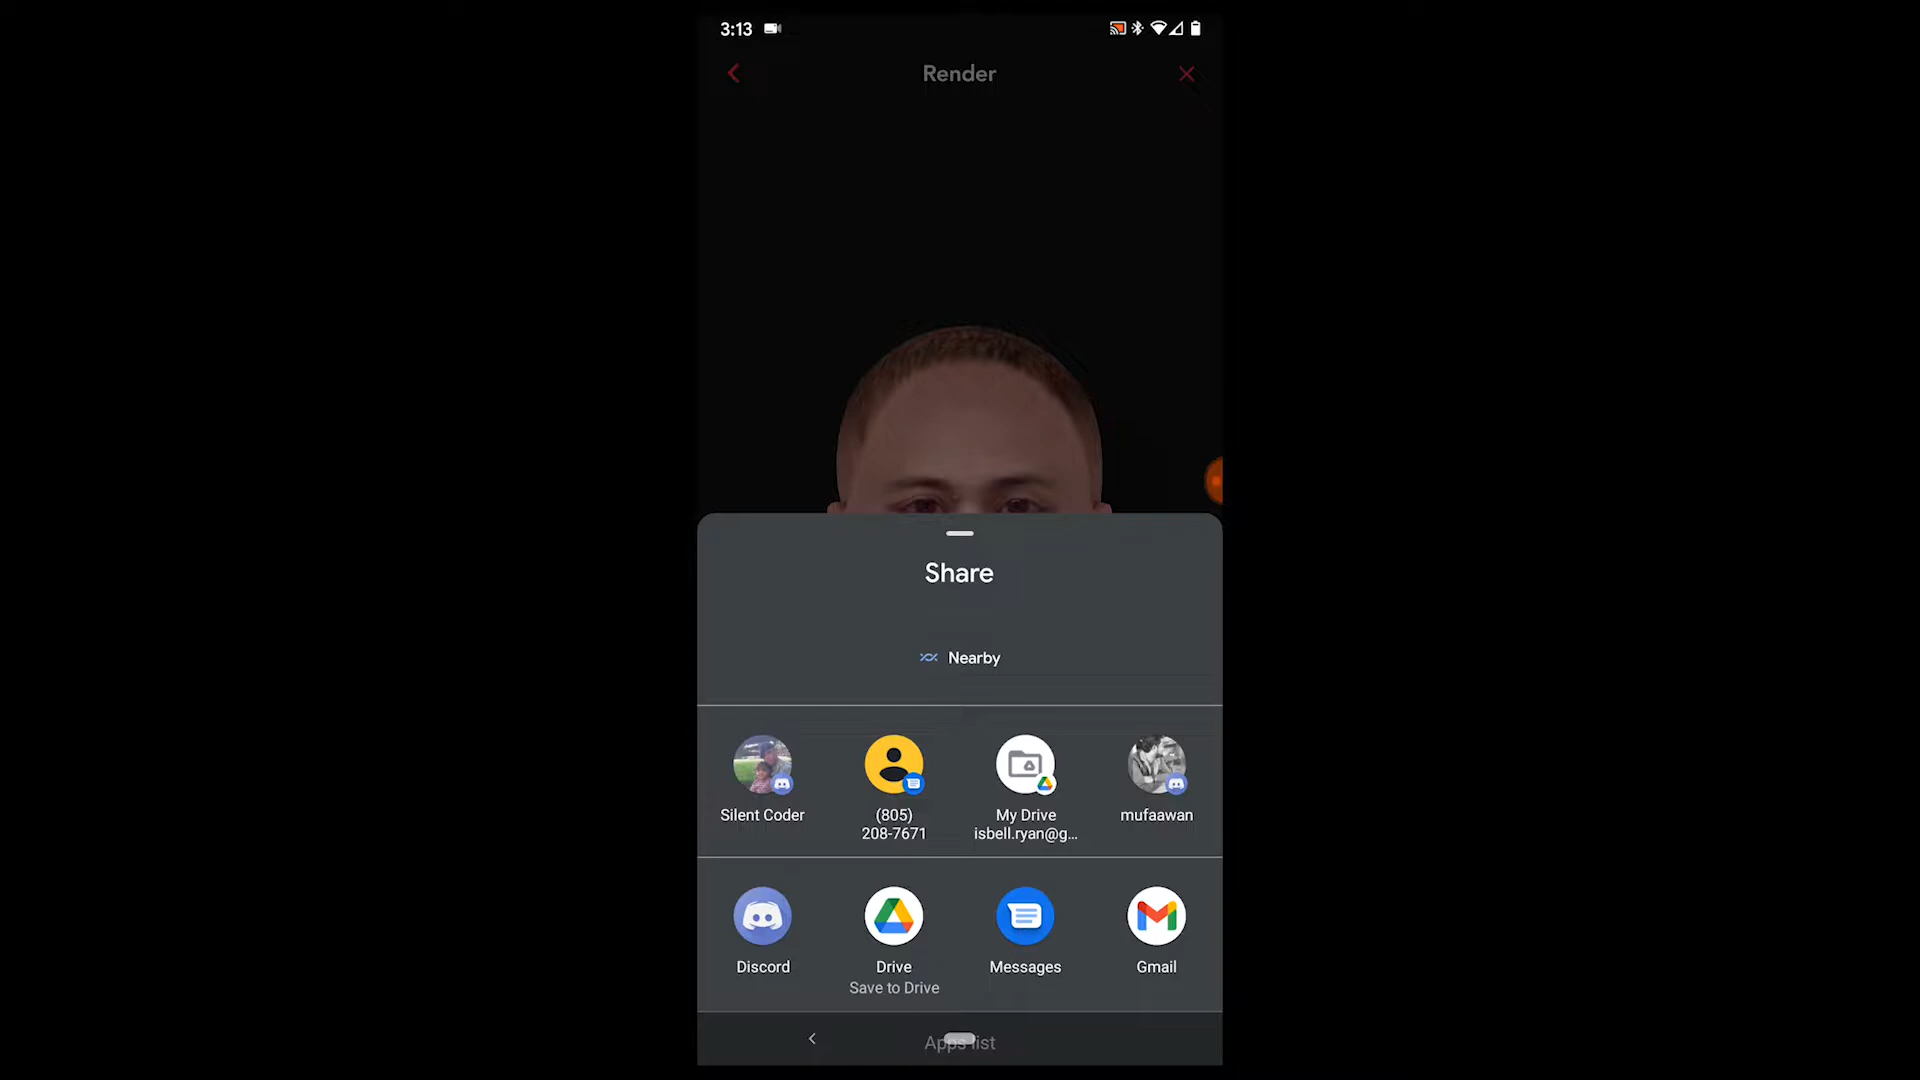 3:13
Render
Share
Nearby
Silent Coder
(805)
208-7671
My Drive
isbell.ryan@g...
mufaawan
Discord
Drive
Save to Drive
Messages
Gmail
Apps list